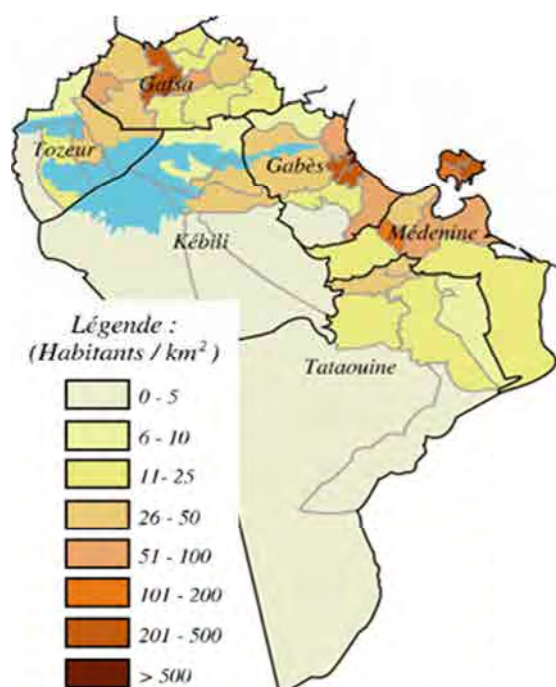 Gafsa
Tozeur
Gabès
Kébili
Médenine
Légende :
(Habitants / km²)
Tataouine
0 - 5
6 - 10
11 - 25
26 - 50
51 - 100
101 - 200
201 - 500
> 500